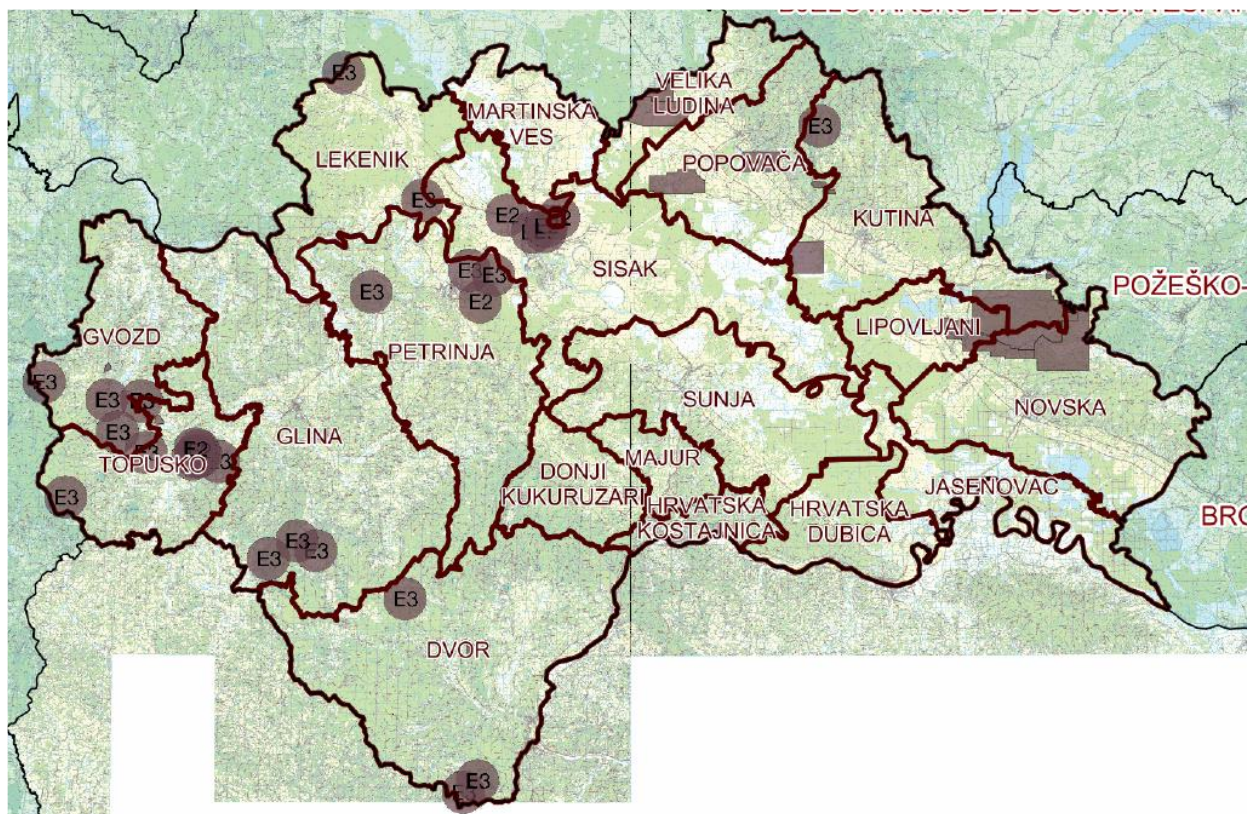 E3
VELIKA
LUDINA
MARTINSKA
VES
E3
LEKENIK
POPOVAČA
E3
E2
KUTINA
SISAK
E3
E3
E2
POŽEŠKO-
GVOZD
LIPOVLJANI
PETRINJA
E3
E3
SUNJA
NOVSKA
E3
GLINA
E2
TOPUSKO
MAJUR
DONJI
KUKURUZARI
JASENOVAC
E3
HRVATSKA
KOSTAJNICA
HRVATSKA
DUBICA
BRO
E3
E3
E3
E3
DVOR
E3